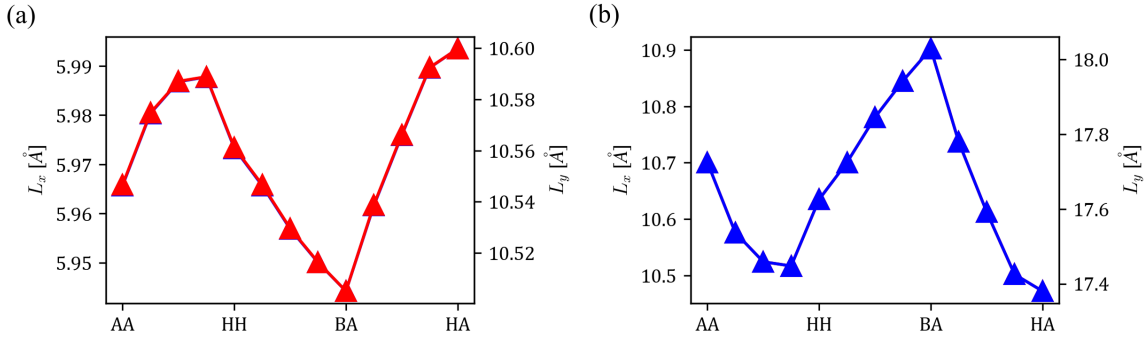 (a)
5.99
5.98
5.97
5.96
5.95
L_x [Å]
10.60
10.58
10.56
10.54
10.52
L_y [Å]
AA HH BA HA
(b)
10.9
10.8
10.7
10.6
10.5
L_x [Å]
18.0
17.8
17.6
17.4
L_y [Å]
AA HH BA HA